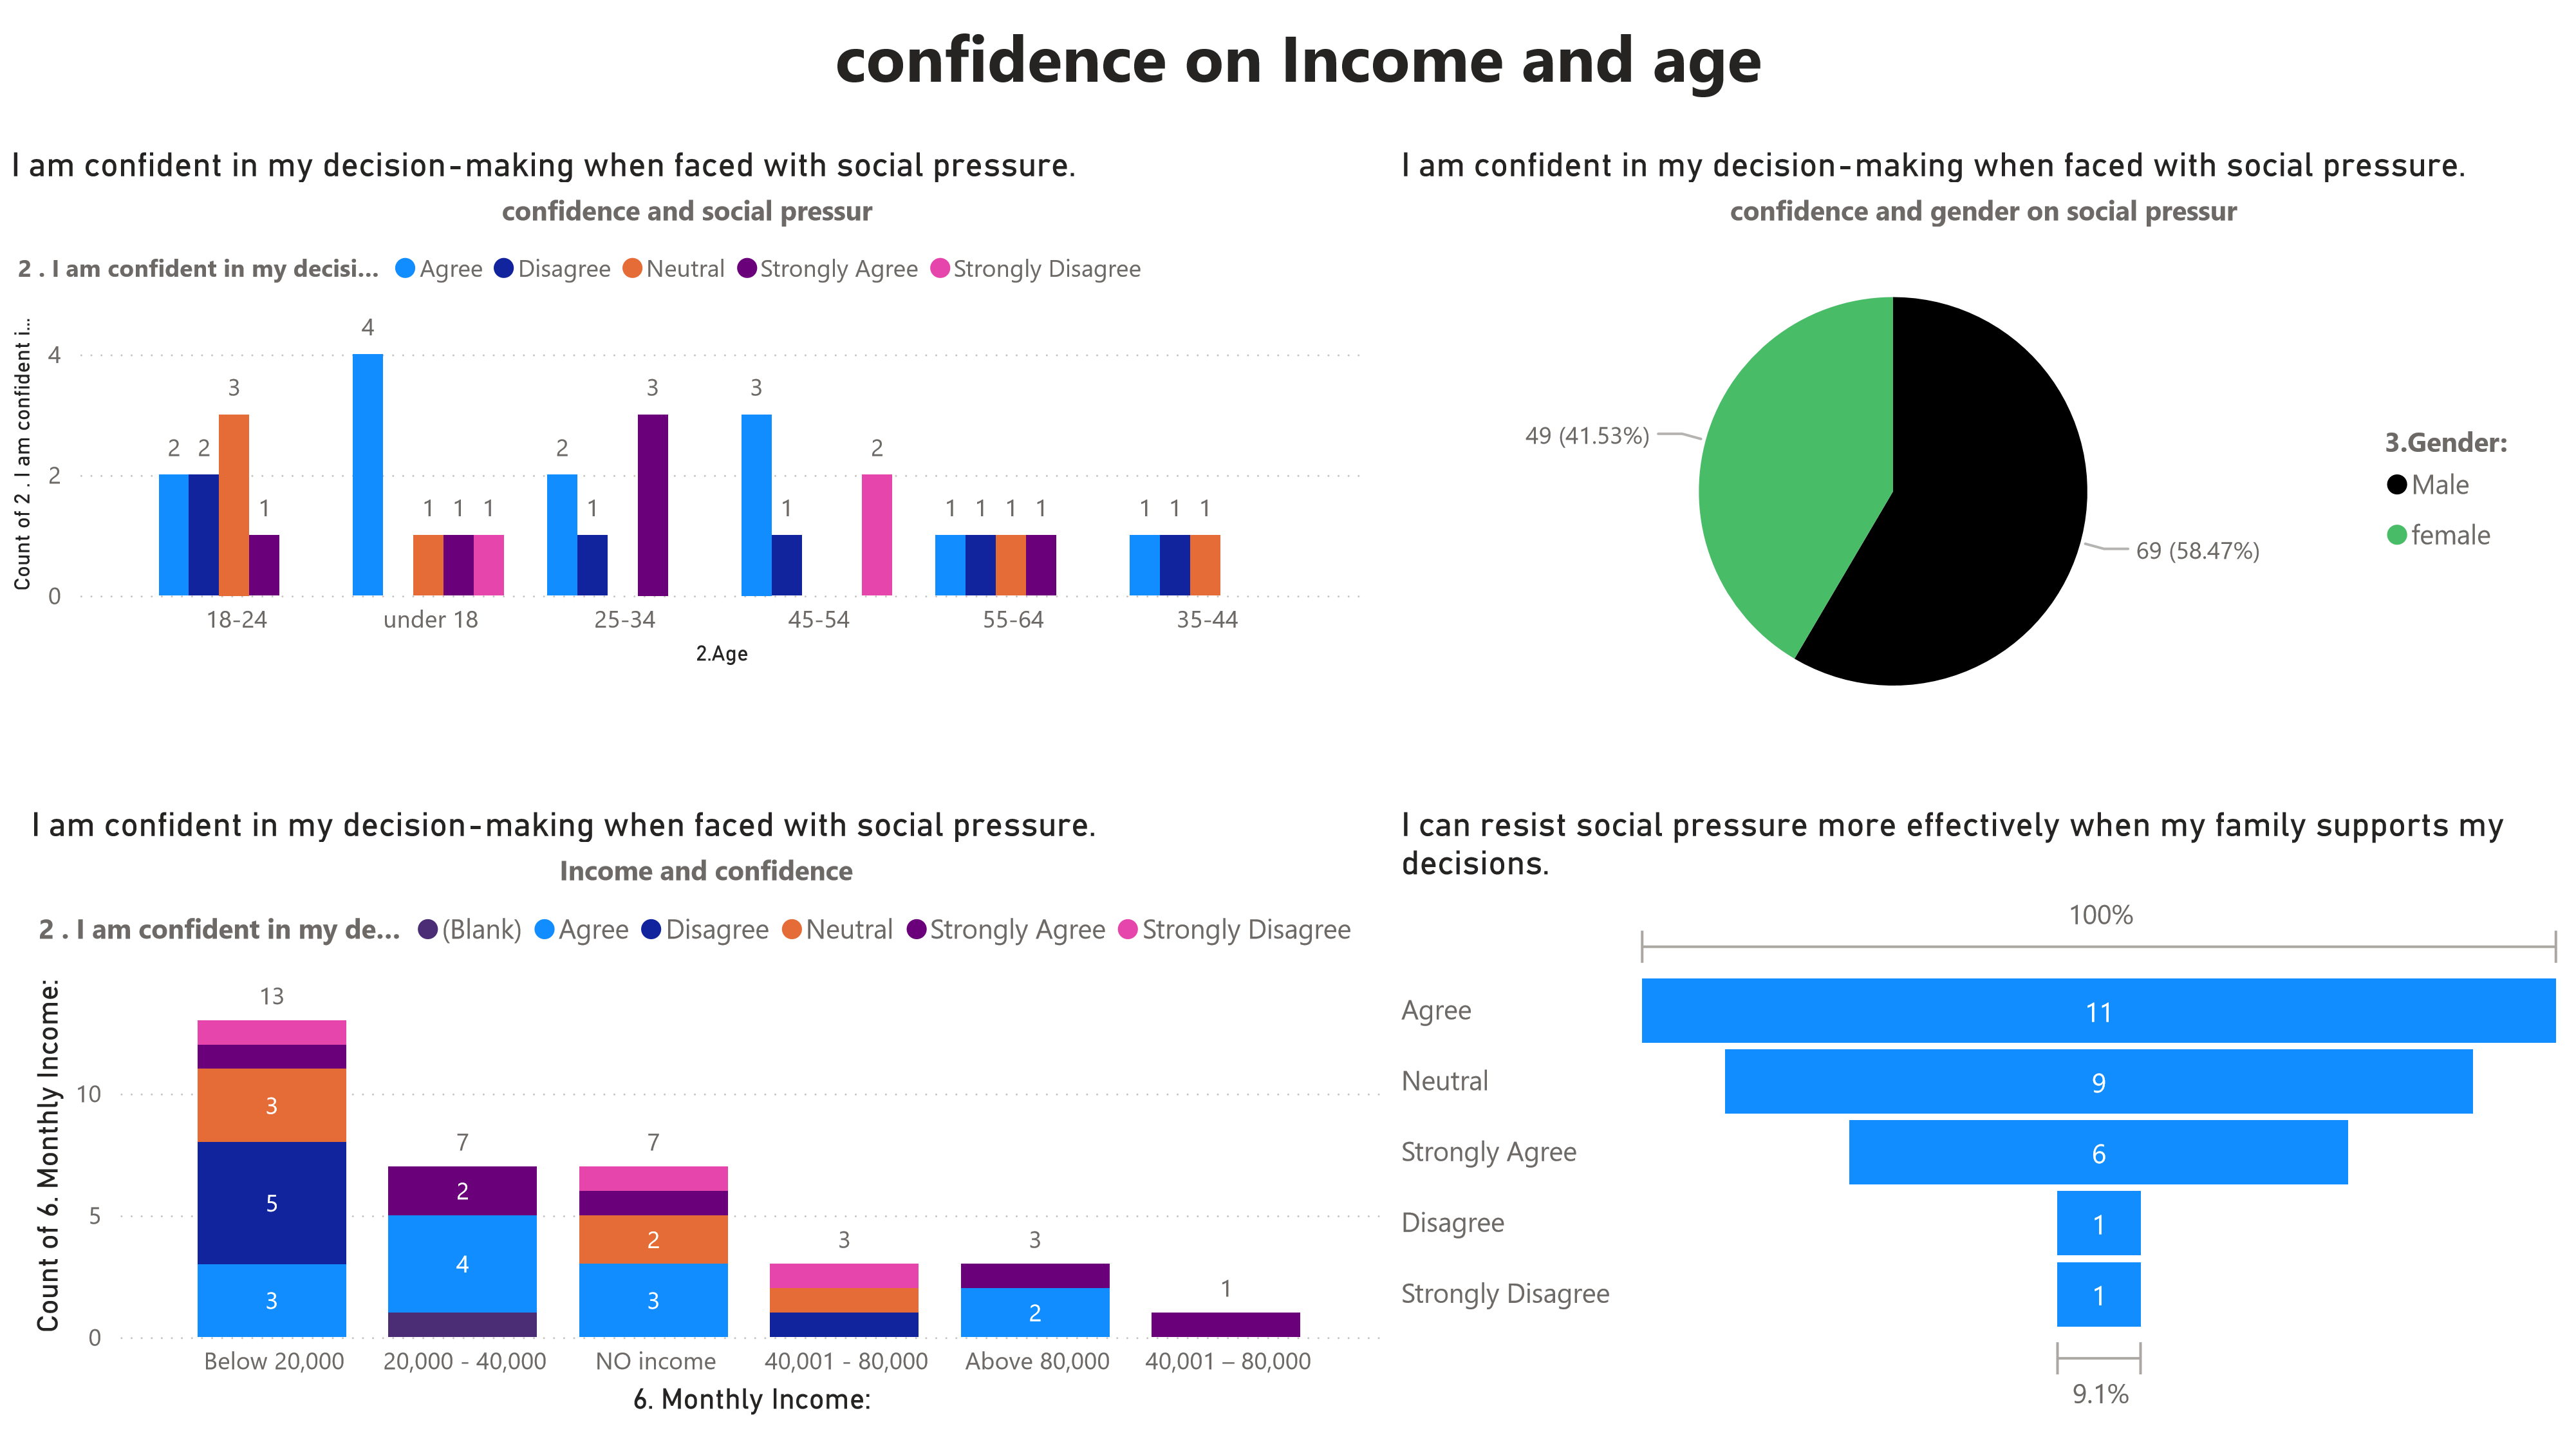 confidence on Income and age
I am confident in my decision-making when faced with social pressure.
confidence and social pressur
2 . I am confident in my decisi... Agree Disagree Neutral Strongly Agree Strongly Disagree
Count of 2 . I am confident i...
4
2
0
2 2 3 1
4 1 1 1
2 1 3
3 1 2
1 1 1 1
1 1 1
18-24 under 18 25-34 45-54 55-64 35-44
2.Age
I am confident in my decision-making when faced with social pressure.
confidence and gender on social pressur
49 (41.53%)
69 (58.47%)
3.Gender:
Male
female
I am confident in my decision-making when faced with social pressure.
Income and confidence
2 . I am confident in my de... (Blank) Agree Disagree Neutral Strongly Agree Strongly Disagree
Count of 6. Monthly Income:
10
5
0
13
3
5
3
7
2
4
7
2
3
3
3
2
1
Below 20,000 20,000 - 40,000 NO income 40,001 - 80,000 Above 80,000 40,001 – 80,000
6. Monthly Income:
I can resist social pressure more effectively when my family supports my
decisions.
100%
Agree 11
Neutral 9
Strongly Agree 6
Disagree 1
Strongly Disagree 1
9.1%